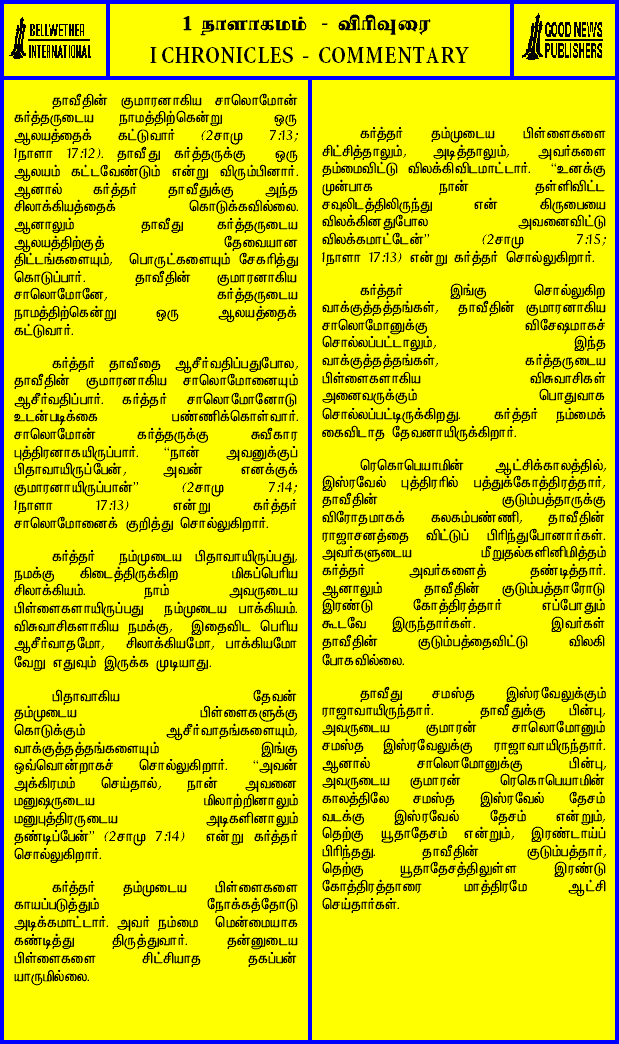 BELLWETHER
INTERNATIONAL
1 நாளாகமம் - விரிவுரை
I CHRONICLES - COMMENTARY
GOOD NEWS
PUBLISHERS
தாவீதின் குமாரனாகிய சாலொமோன்
கர்த்தருடைய நாமத்திற்கென்று ஒரு
ஆலயத்தைக் கட்டுவார் (2சாமு 7:13;
1நாளா 17:12). தாவீது கர்த்தருக்கு ஒரு
ஆலயம் கட்டவேண்டும் என்று விரும்பினார்.
ஆனால் கர்த்தர் தாவீதுக்கு அந்த
சிலாக்கியத்தைக் கொடுக்கவில்லை.
ஆனாலும் தாவீது கர்த்தருடைய
ஆலயத்திற்குத் தேவையான
திட்டங்களையும், பொருட்களையும் சேகரித்து
கொடுப்பார். தாவீதின் குமாரனாகிய
சாலொமோனே, கர்த்தருடைய
நாமத்திற்கென்று ஒரு ஆலயத்தைக்
கட்டுவார்.
கர்த்தர் தாவீதை ஆசீர்வதிப்பதுபோல,
தாவீதின் குமாரனாகிய சாலொமோனையும்
ஆசீர்வதிப்பார். கர்த்தர் சாலொமோனோடு
உடன்படிக்கை பண்ணிக்கொள்வார்.
சாலொமோன் கர்த்தருக்கு சுவீகார
புத்திரனாகயிருப்பார். “நான் அவனுக்குப்
பிதாவாயிருப்பேன், அவன் எனக்குக்
குமாரனாயிருப்பான்” (2சாமு 7:14;
1நாளா 17:13) என்று கர்த்தர்
சாலொமோனைக் குறித்து சொல்லுகிறார்.
கர்த்தர் நம்முடைய பிதாவாயிருப்பது,
நமக்கு கிடைத்திருக்கிற மிகப்பெரிய
சிலாக்கியம். நாம் அவருடைய
பிள்ளைகளாயிருப்பது நம்முடைய பாக்கியம்.
விசுவாசிகளாகிய நமக்கு, இதைவிட பெரிய
ஆசீர்வாதமோ, சிலாக்கியமோ, பாக்கியமோ
வேறு எதுவும் இருக்க முடியாது.
பிதாவாகிய தேவன்
தம்முடைய பிள்ளைகளுக்கு
கொடுக்கும் ஆசீர்வாதங்களையும்,
வாக்குத்தத்தங்களையும் இங்கு
ஒவ்வொன்றாகச் சொல்லுகிறார். “அவன்
அக்கிரமம் செய்தால், நான் அவனை
மனுஷருடைய மிலாற்றினாலும்
மனுபுத்திரருடைய அடிகளினாலும்
தண்டிப்பேன்” (2சாமு 7:14) என்று கர்த்தர்
சொல்லுகிறார்.
கர்த்தர் தம்முடைய பிள்ளைகளை
காயப்படுத்தும் நோக்கத்தோடு
அடிக்கமாட்டார். அவர் நம்மை மென்மையாக
கண்டித்து திருத்துவார். தன்னுடைய
பிள்ளைகளை சிட்சியாத தகப்பன்
யாருமில்லை.
கர்த்தர் தம்முடைய பிள்ளைகளை
சிட்சித்தாலும், அடித்தாலும், அவர்களை
தம்மைவிட்டு விலக்கிவிடமாட்டார். “உனக்கு
முன்பாக நான் தள்ளிவிட்ட
சவுலிடத்திலிருந்து என் கிருபையை
விலக்கினதுபோல அவனைவிட்டு
விலக்கமாட்டேன்” (2சாமு 7:15;
1நாளா 17:13) என்று கர்த்தர் சொல்லுகிறார்.
கர்த்தர் இங்கு சொல்லுகிற
வாக்குத்தத்தங்கள், தாவீதின் குமாரனாகிய
சாலொமோனுக்கு விசேஷமாகச்
சொல்லப்பட்டாலும், இந்த
வாக்குத்தத்தங்கள், கர்த்தருடைய
பிள்ளைகளாகிய விசுவாசிகள்
அனைவருக்கும் பொதுவாக
சொல்லப்பட்டிருக்கிறது. கர்த்தர் நம்மைக்
கைவிடாத தேவனாயிருக்கிறார்.
ரெகொபெயாமின் ஆட்சிக்காலத்தில்,
இஸ்ரவேல் புத்திரரில் பத்துக்கோத்திரத்தார்,
தாவீதின் குடும்பத்தாருக்கு
விரோதமாகக் கலகம்பண்ணி, தாவீதின்
ராஜாசனத்தை விட்டுப் பிரிந்துபோனார்கள்.
அவர்களுடைய மீறுதல்களினிமித்தம்
கர்த்தர் அவர்களைத் தண்டித்தார்.
ஆனாலும் தாவீதின் குடும்பத்தாரோடு
இரண்டு கோத்திரத்தார் எப்போதும்
கூடவே இருந்தார்கள். இவர்கள்
தாவீதின் குடும்பத்தைவிட்டு விலகி
போகவில்லை.
தாவீது சமஸ்த இஸ்ரவேலுக்கும்
ராஜாவாயிருந்தார். தாவீதுக்கு பின்பு,
அவருடைய குமாரன் சாலொமோனும்
சமஸ்த இஸ்ரவேலுக்கு ராஜாவாயிருந்தார்.
ஆனால் சாலொமோனுக்கு பின்பு,
அவருடைய குமாரன் ரெகொபெயாமின்
காலத்திலே சமஸ்த இஸ்ரவேல் தேசம்
வடக்கு இஸ்ரவேல் தேசம் என்றும்,
தெற்கு யூதாதேசம் என்றும், இரண்டாய்ப்
பிரிந்தது. தாவீதின் குடும்பத்தார்,
தெற்கு யூதாதேசத்திலுள்ள இரண்டு
கோத்திரத்தாரை மாத்திரமே ஆட்சி
செய்தார்கள்.